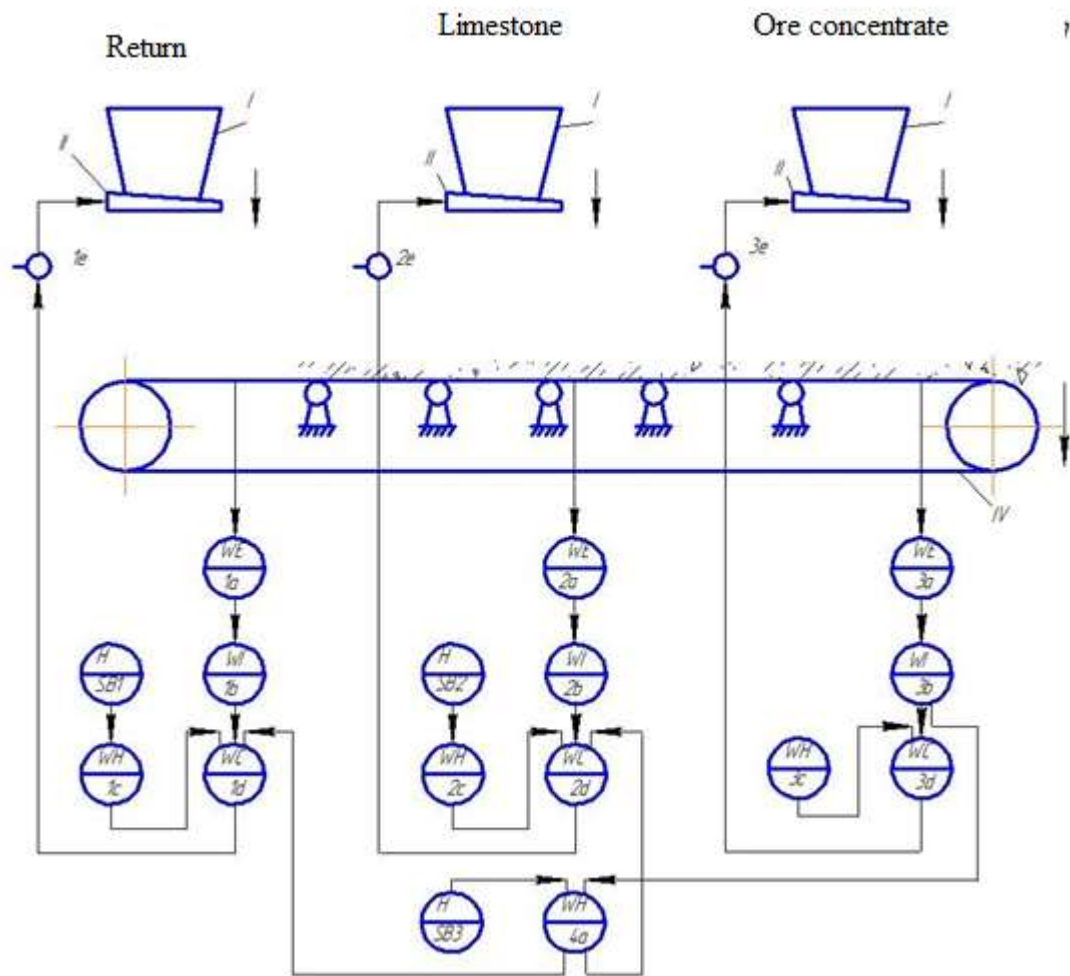 Return
Limestone
Ore concentrate
I
I
I
II
II
II
1e
2e
3e
IV
WE
1a
WE
2a
WE
3a
H
SB1
WI
1b
H
SB2
WI
2b
WI
3b
WH
1c
WC
1d
WH
2c
WC
2d
WH
3c
WC
3d
H
SB3
WH
4a